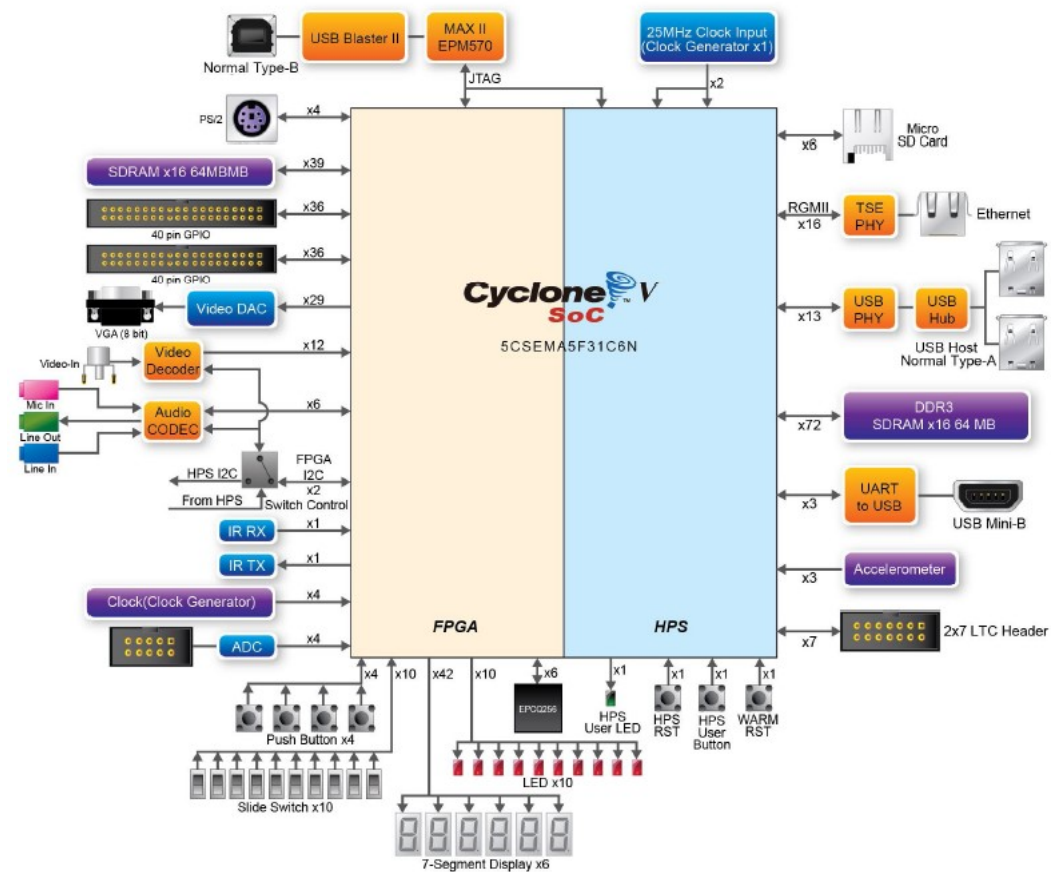 Normal Type-B
USB Blaster II
MAX II
EPM570
JTAG
25MHz Clock Input
(Clock Generator x1)
x2
PS/2
x4
SDRAM x16 64MBMB
x39
x36
40 pin GPIO
x36
40 pin GPIO
Video DAC
x29
VGA (8 bit)
Video-In
Video
Decoder
x12
Mic In
Line Out
Line In
Audio
CODEC
x6
HPS I2C
From HPS
FPGA
I2C
x2
Switch Control
IR RX
x1
IR TX
x1
Clock(Clock Generator)
x4
ADC
x4
Cyclone V
TM
SoC
5CSEMA5F31C6N
FPGA
HPS
x6
Micro
SD Card
RGMII
x16
TSE
PHY
Ethernet
x13
USB
PHY
USB
Hub
USB Host
Normal Type-A
x72
DDR3
SDRAM x16 64 MB
x3
UART
to USB
USB Mini-B
x3
Accelerometer
x7
2x7 LTC Header
x4
x10
x42
x10
x6
x1
x1
x1
x1
Push Button x4
Slide Switch x10
EPCQ256
HPS
User LED
HPS
RST
HPS
User
Button
WARM
RST
LED x10
7-Segment Display x6